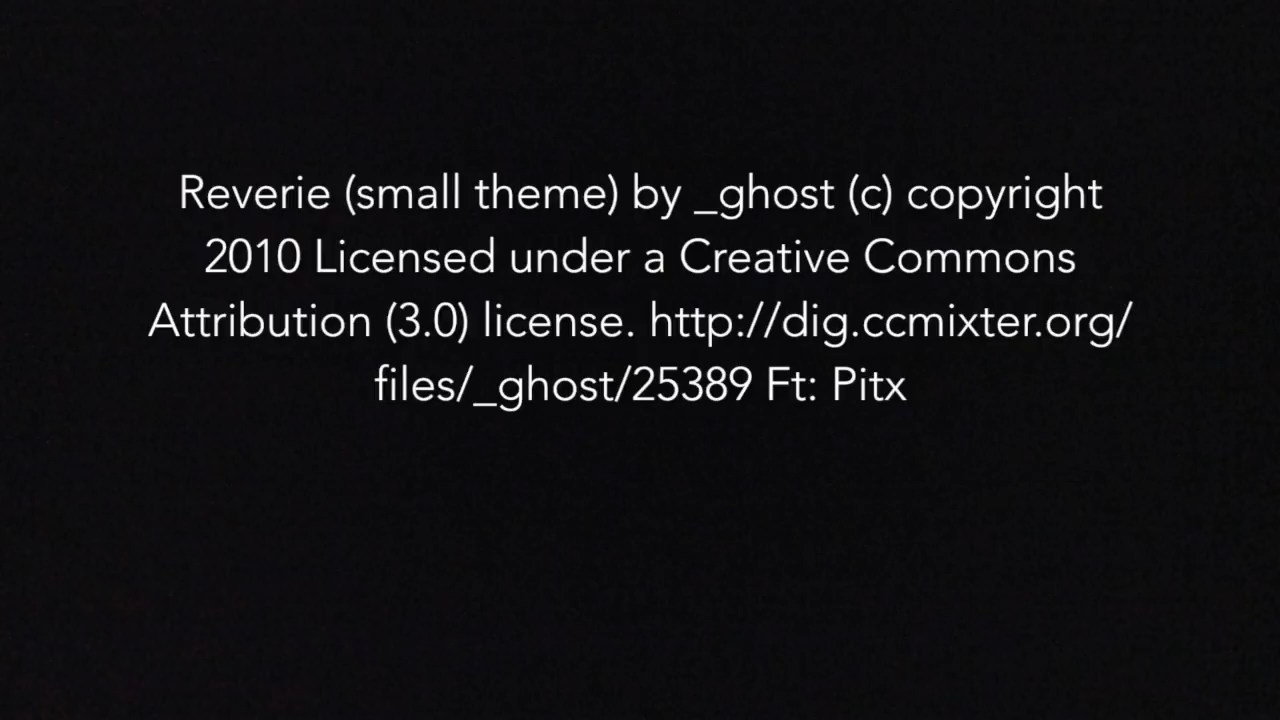 Reverie (small theme) by _ghost (c) copyright
2010 Licensed under a Creative Commons
Attribution (3.0) license. http://dig.ccmixter.org/
files/_ghost/25389 Ft: Pitx